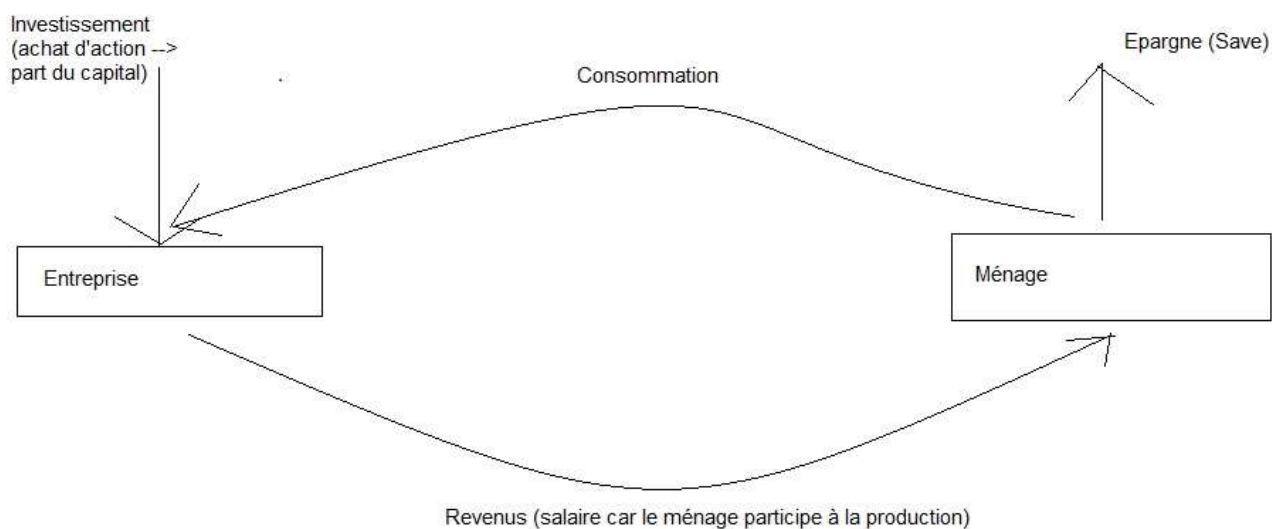 Investissement
(achat d'action -->
part du capital)
Epargne (Save)
Consommation
Entreprise
Ménage
Revenus (salaire car le ménage participe à la production)